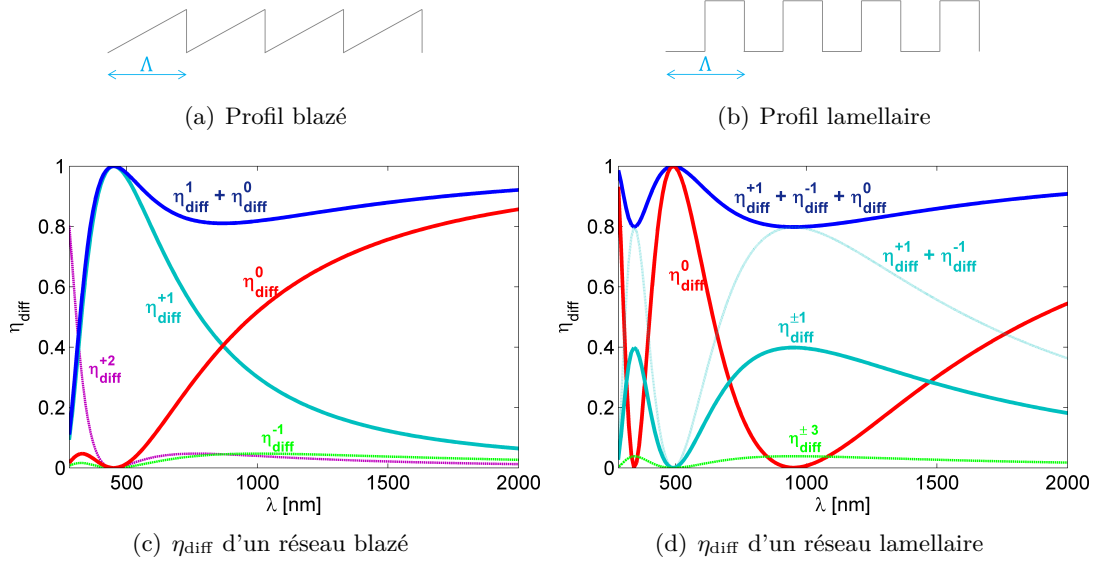 Λ
Λ
(a) Profil blazé
(b) Profil lamellaire
η_diff
1
0.8
0.6
0.4
0.2
0
η^1_diff + η^0_diff
η^+1_diff
η^0_diff
η^+2_diff
η^-1_diff
500
1000
1500
2000
λ [nm]
η_diff
1
0.8
0.6
0.4
0.2
0
η^+1_diff + η^-1_diff + η^0_diff
η^+1_diff + η^-1_diff
η^0_diff
η^±1_diff
η^±3_diff
500
1000
1500
2000
λ [nm]
(c) η_diff d'un réseau blazé
(d) η_diff d'un réseau lamellaire